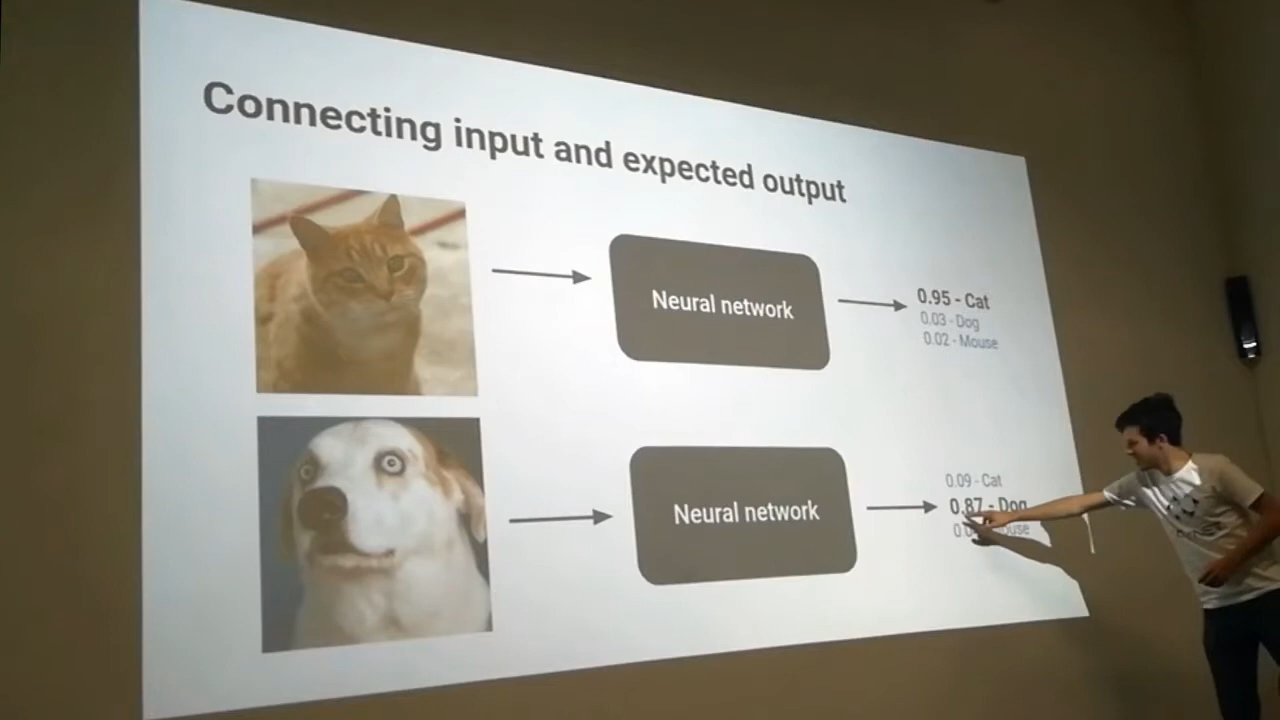 Connecting input and expected output
Neural network
0.95 - Cat
0.03 - Dog
0.02 - Mouse
Neural network
0.09 - Cat
0.87 - Dog